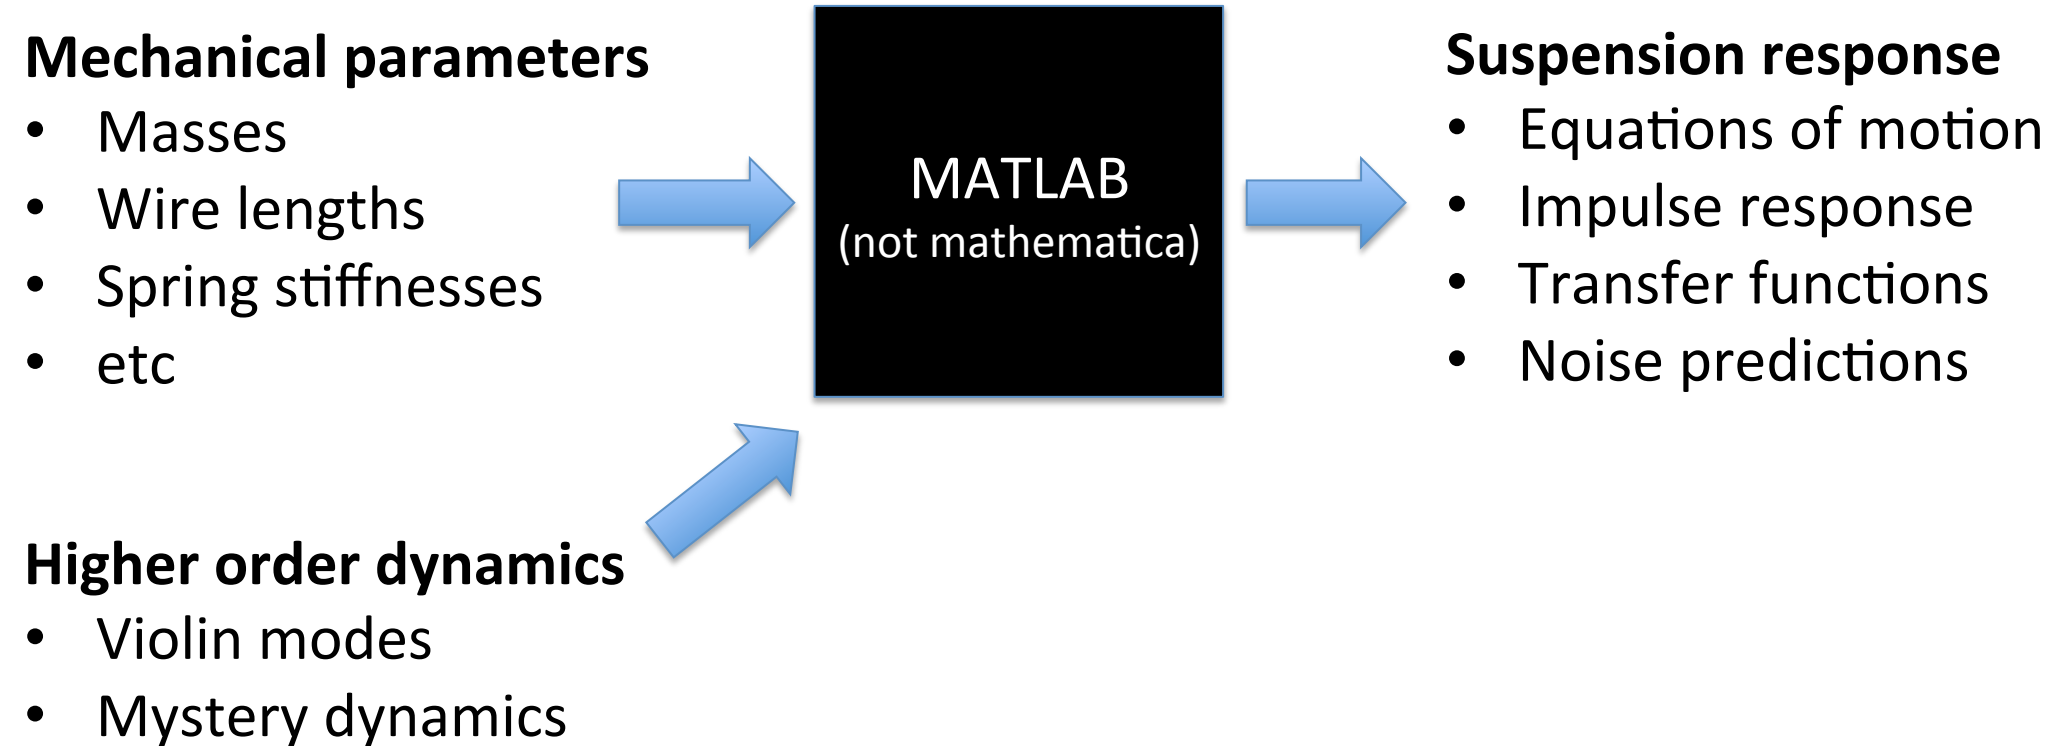 Mechanical parameters
• Masses
• Wire lengths
• Spring stiffnesses
• etc
Higher order dynamics
• Violin modes
• Mystery dynamics
MATLAB
(not mathematica)
Suspension response
• Equations of motion
• Impulse response
• Transfer functions
• Noise predictions